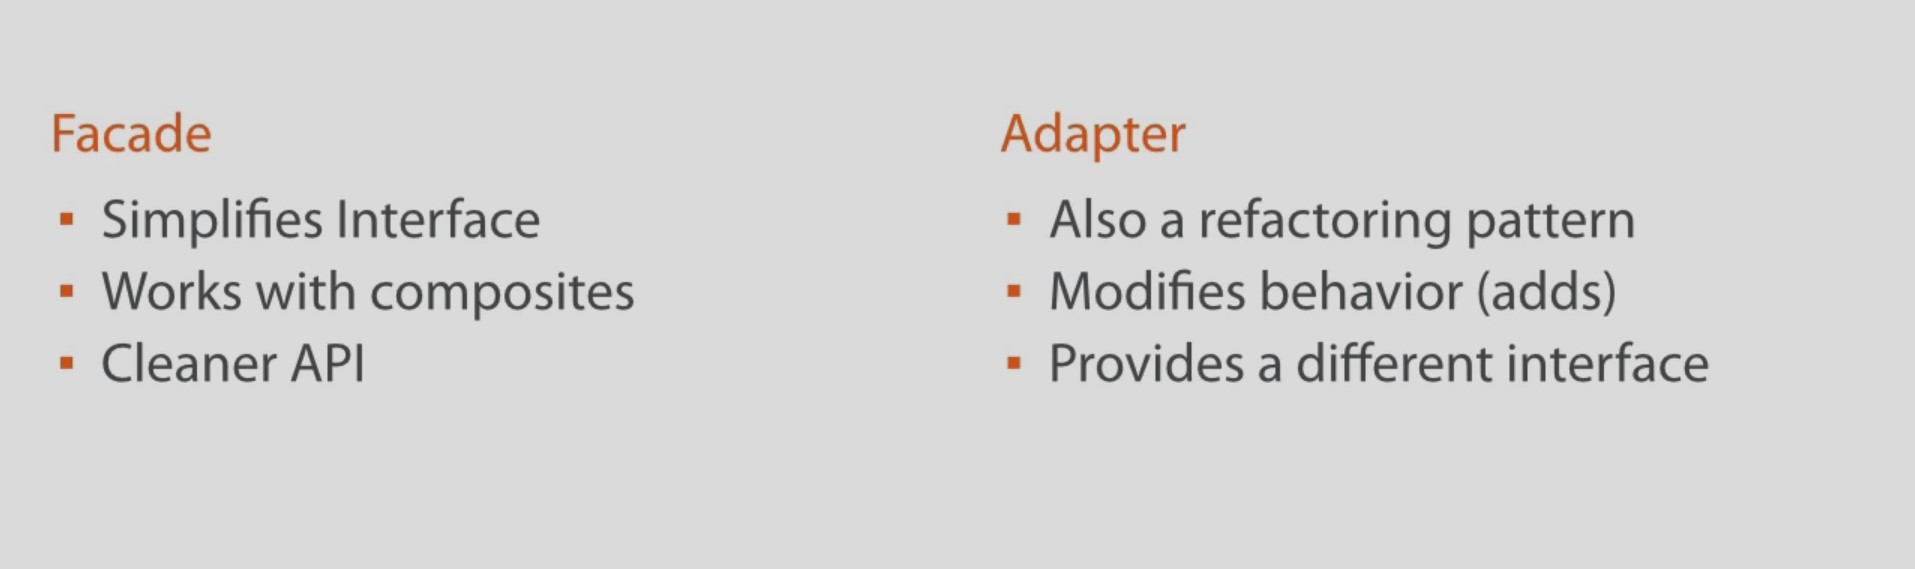 Facade
▪ Simplifies Interface
▪ Works with composites
▪ Cleaner API
Adapter
▪ Also a refactoring pattern
▪ Modifies behavior (adds)
▪ Provides a different interface